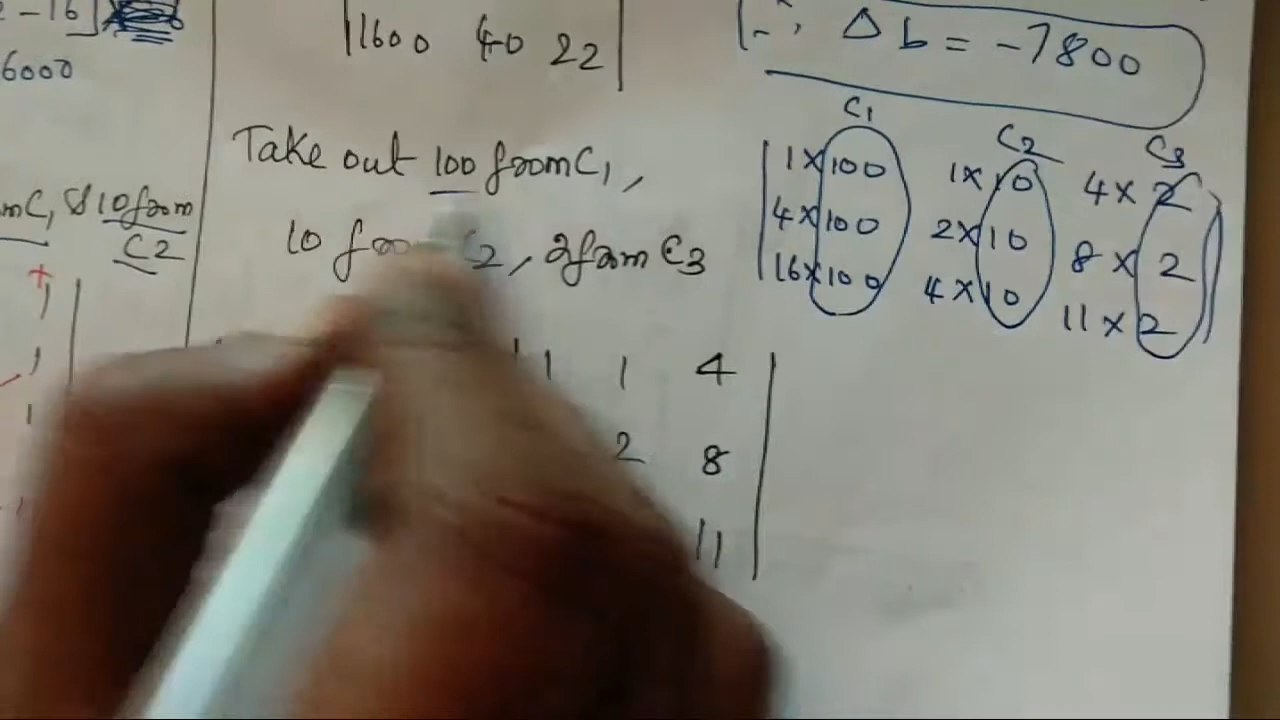 -16]
6000
mC1 & 10 from
C2
1600 40 22
Take out 100 from C1,
10 from C2, 2 from C3
1 1 4
2 8
11
∴ Δb = -7800
C1 C2 C3
1×100 1×10 4×2
4×100 2×10 8×2
16×100 4×10 11×2